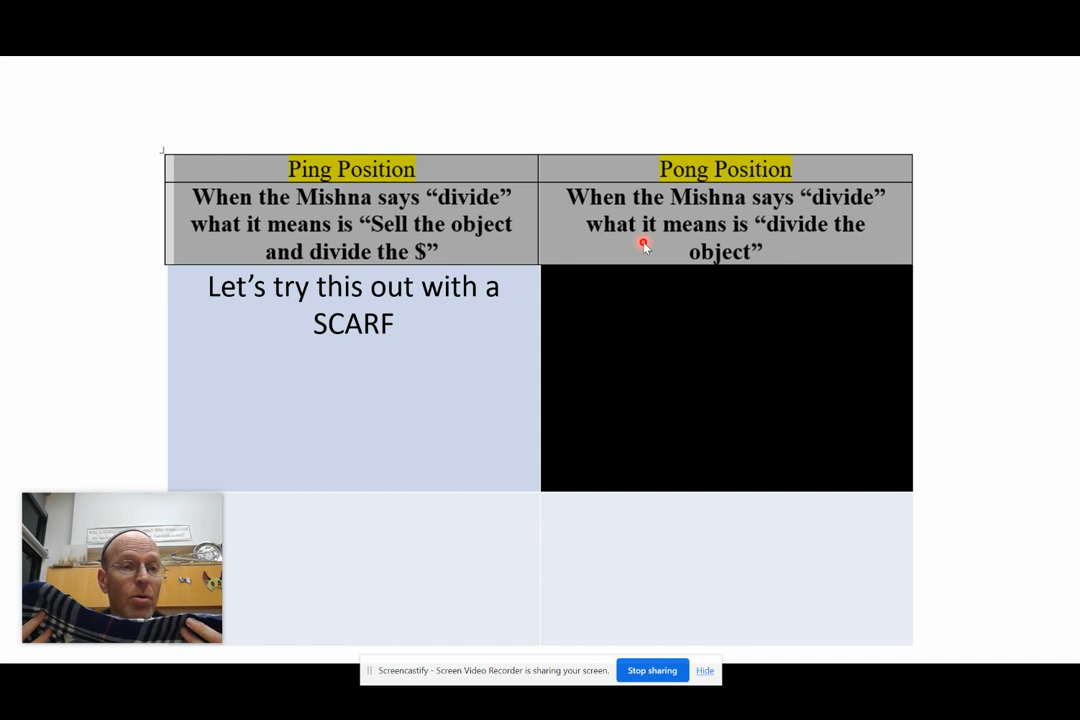 Ping Position
Pong Position
When the Mishna says “divide”
what it means is “Sell the object
and divide the $”
When the Mishna says “divide”
what it means is “divide the
object”
Let’s try this out with a
SCARF
Screencastify - Screen Video Recorder is sharing your screen.
Stop sharing
Hide